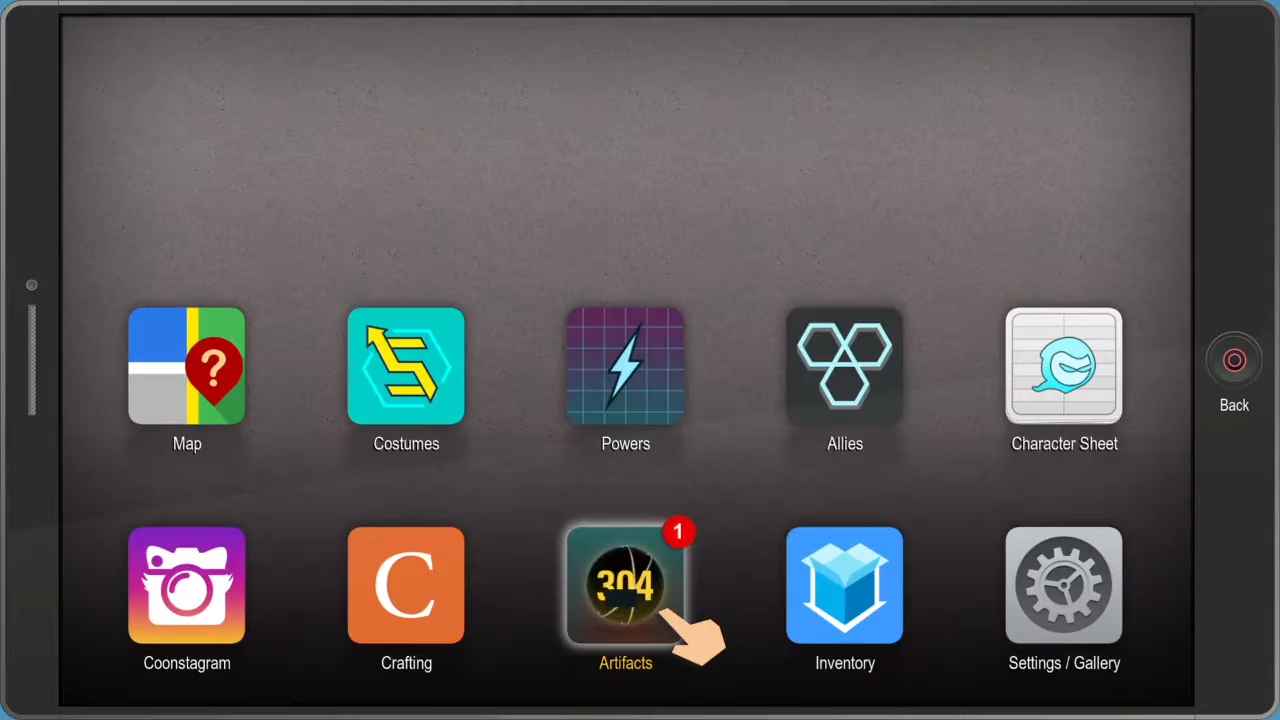 ?
Map
Costumes
Powers
Allies
Character Sheet
Back
Coonstagram
C
Crafting
304
1
Artifacts
Inventory
Settings / Gallery